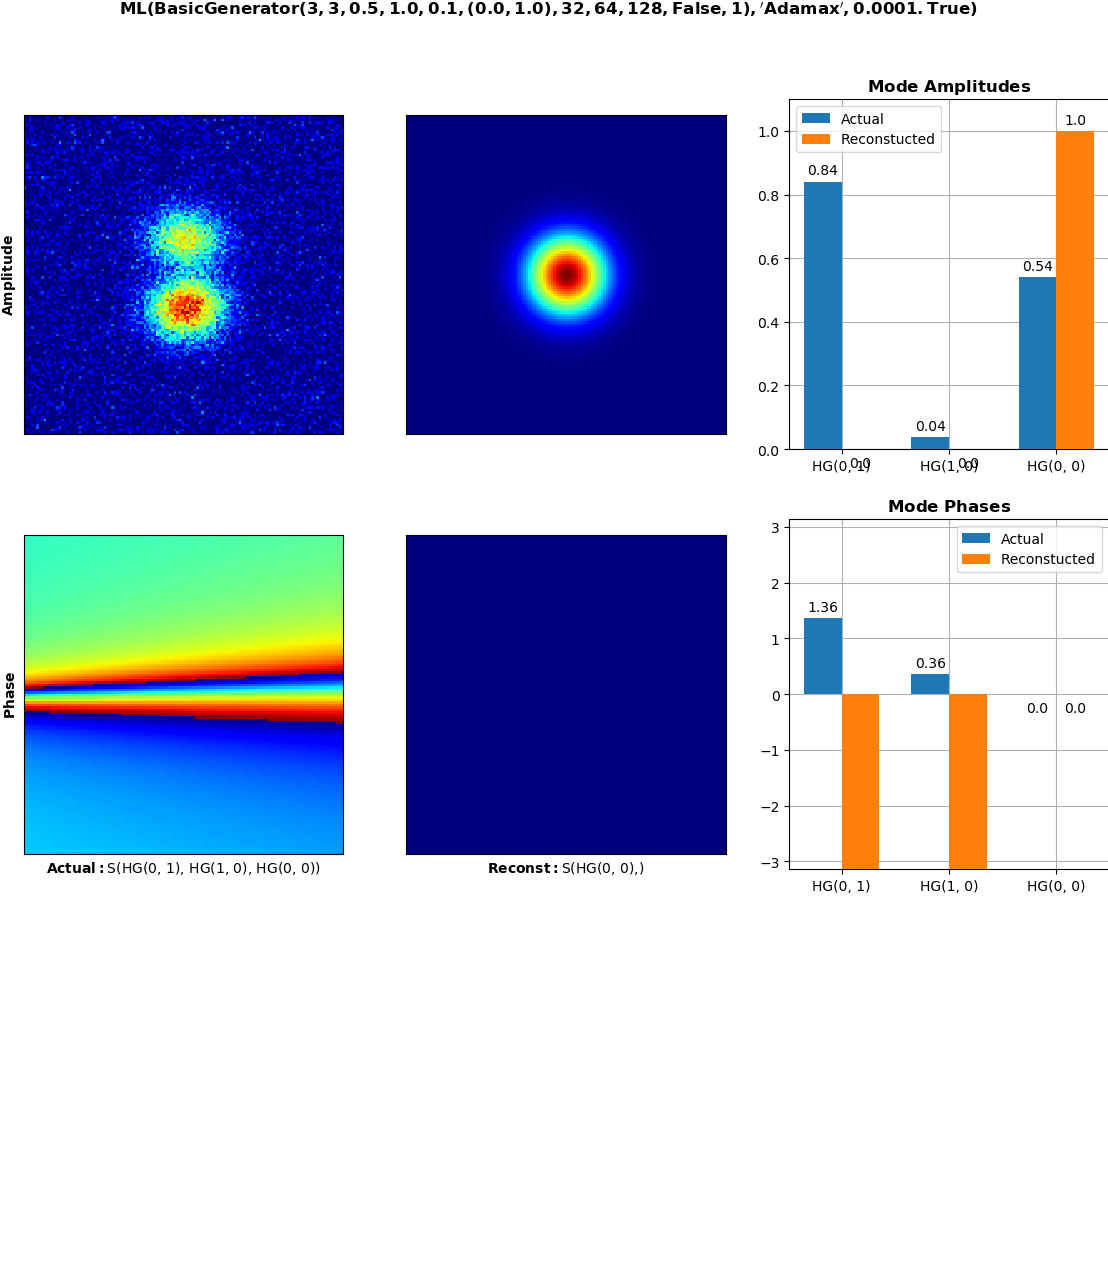 ML(BasicGenerator(3, 3, 0.5, 1.0, 0.1, (0.0, 1.0), 32, 64, 128, False, 1), ′Adamax′, 0.0001. True)
Amplitude
Mode Amplitudes
Actual
Reconstucted
1.0
0.8
0.6
0.4
0.2
0.0
0.84
0.0
0.04
0.0
0.54
1.0
HG(0, 1)
HG(1, 0)
HG(0, 0)
Phase
Actual: S(HG(0, 1), HG(1, 0), HG(0, 0))
Reconst: S(HG(0, 0),)
Mode Phases
Actual
Reconstucted
3
2
1
0
−1
−2
−3
1.36
0.36
0.0
0.0
HG(0, 1)
HG(1, 0)
HG(0, 0)